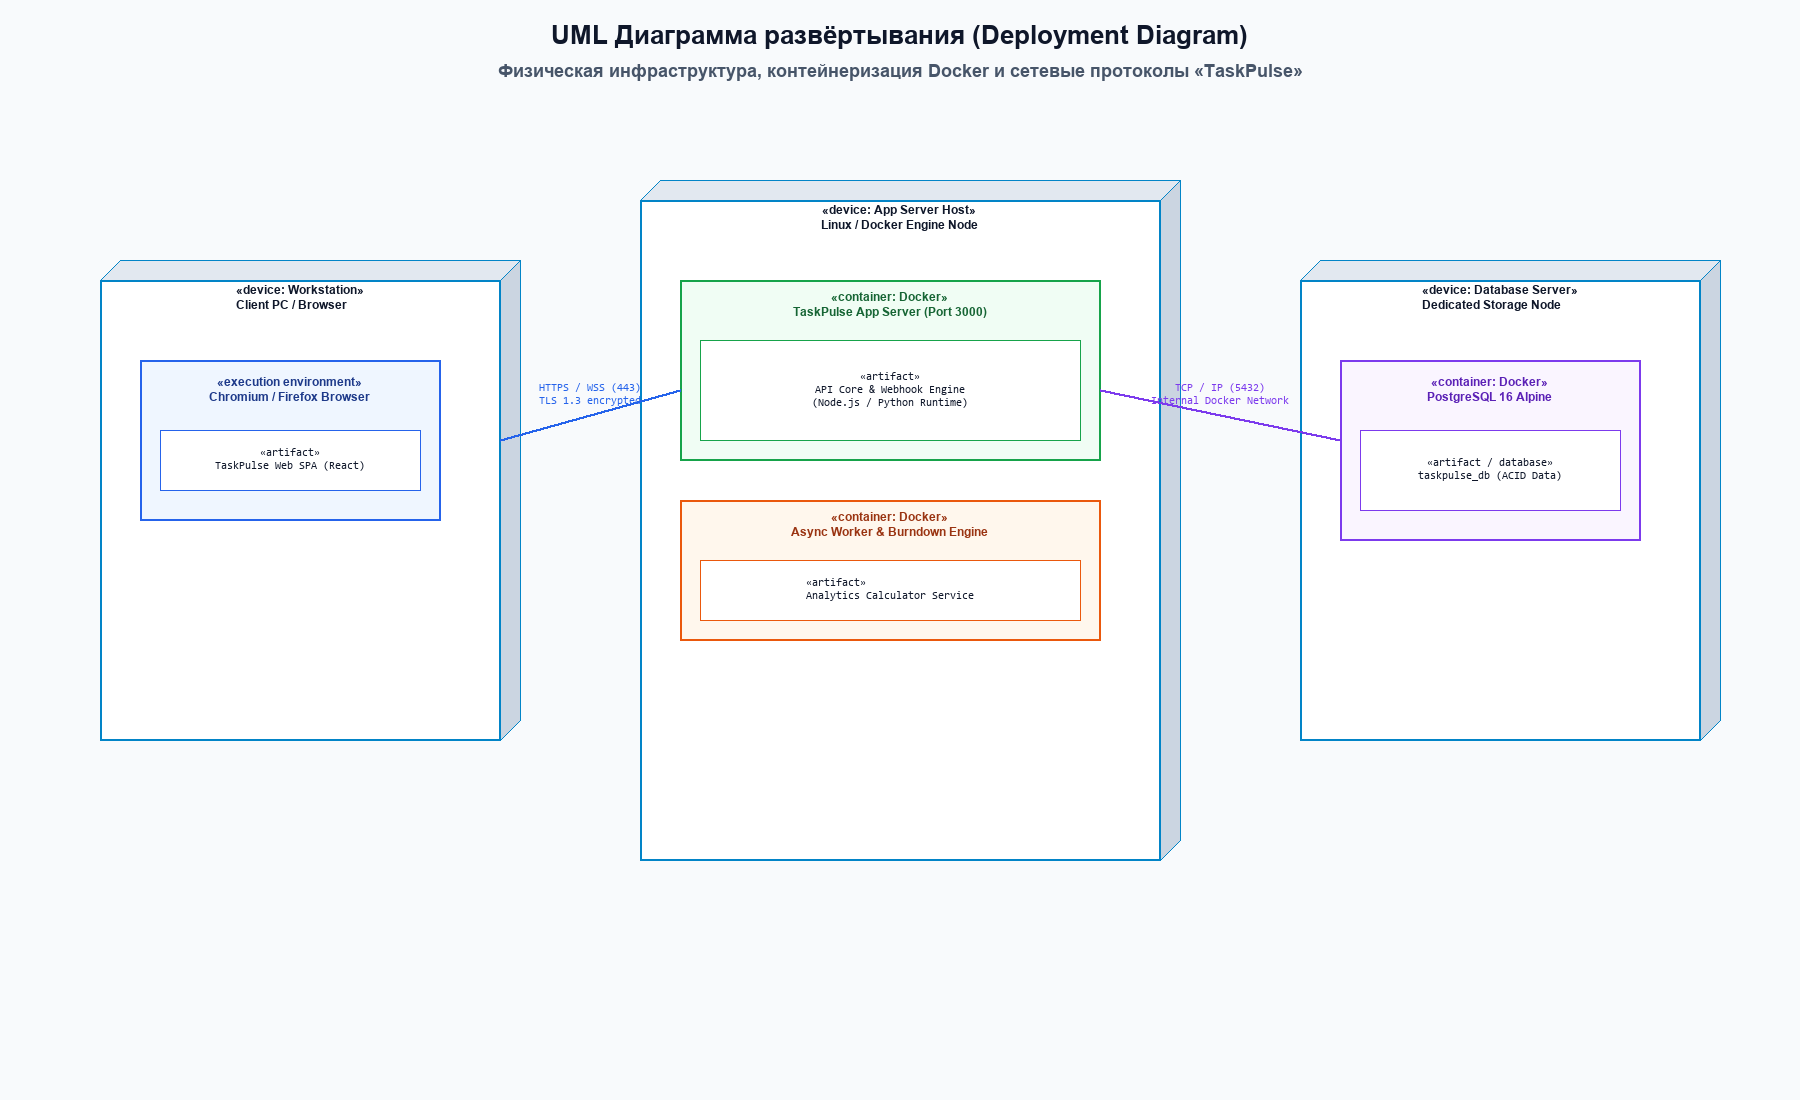 UML Диаграмма развёртывания (Deployment Diagram)
Физическая инфраструктура, контейнеризация Docker и сетевые протоколы «TaskPulse»
«device: Workstation»
Client PC / Browser
«execution environment»
Chromium / Firefox Browser
«artifact»
TaskPulse Web SPA (React)
HTTPS / WSS (443)
TLS 1.3 encrypted
«device: App Server Host»
Linux / Docker Engine Node
«container: Docker»
TaskPulse App Server (Port 3000)
«artifact»
API Core & Webhook Engine
(Node.js / Python Runtime)
«container: Docker»
Async Worker & Burndown Engine
«artifact»
Analytics Calculator Service
TCP / IP (5432)
Internal Docker Network
«device: Database Server»
Dedicated Storage Node
«container: Docker»
PostgreSQL 16 Alpine
«artifact / database»
taskpulse_db (ACID Data)